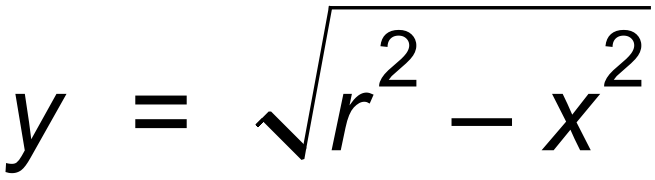 y = √r² − x²